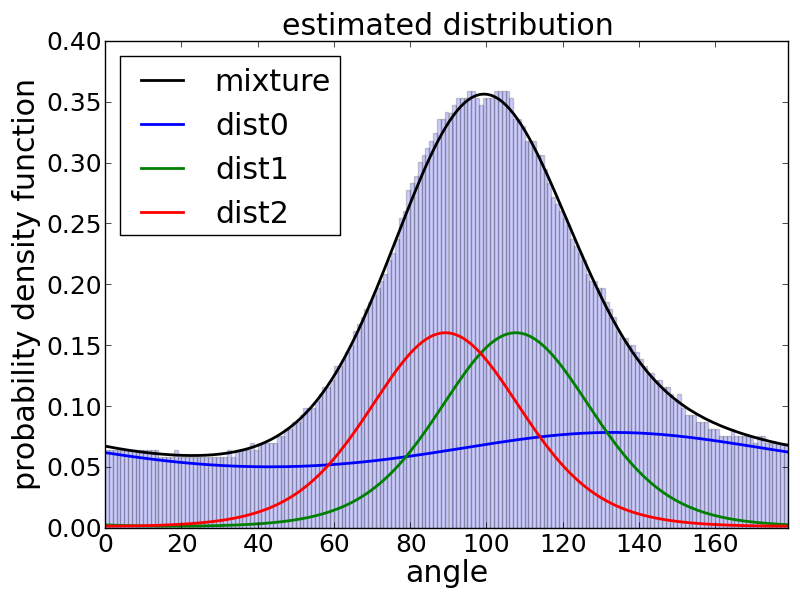 estimated distribution
probability density function
0.40
0.35
0.30
0.25
0.20
0.15
0.10
0.05
0.00
mixture
dist0
dist1
dist2
0 20 40 60 80 100 120 140 160
angle